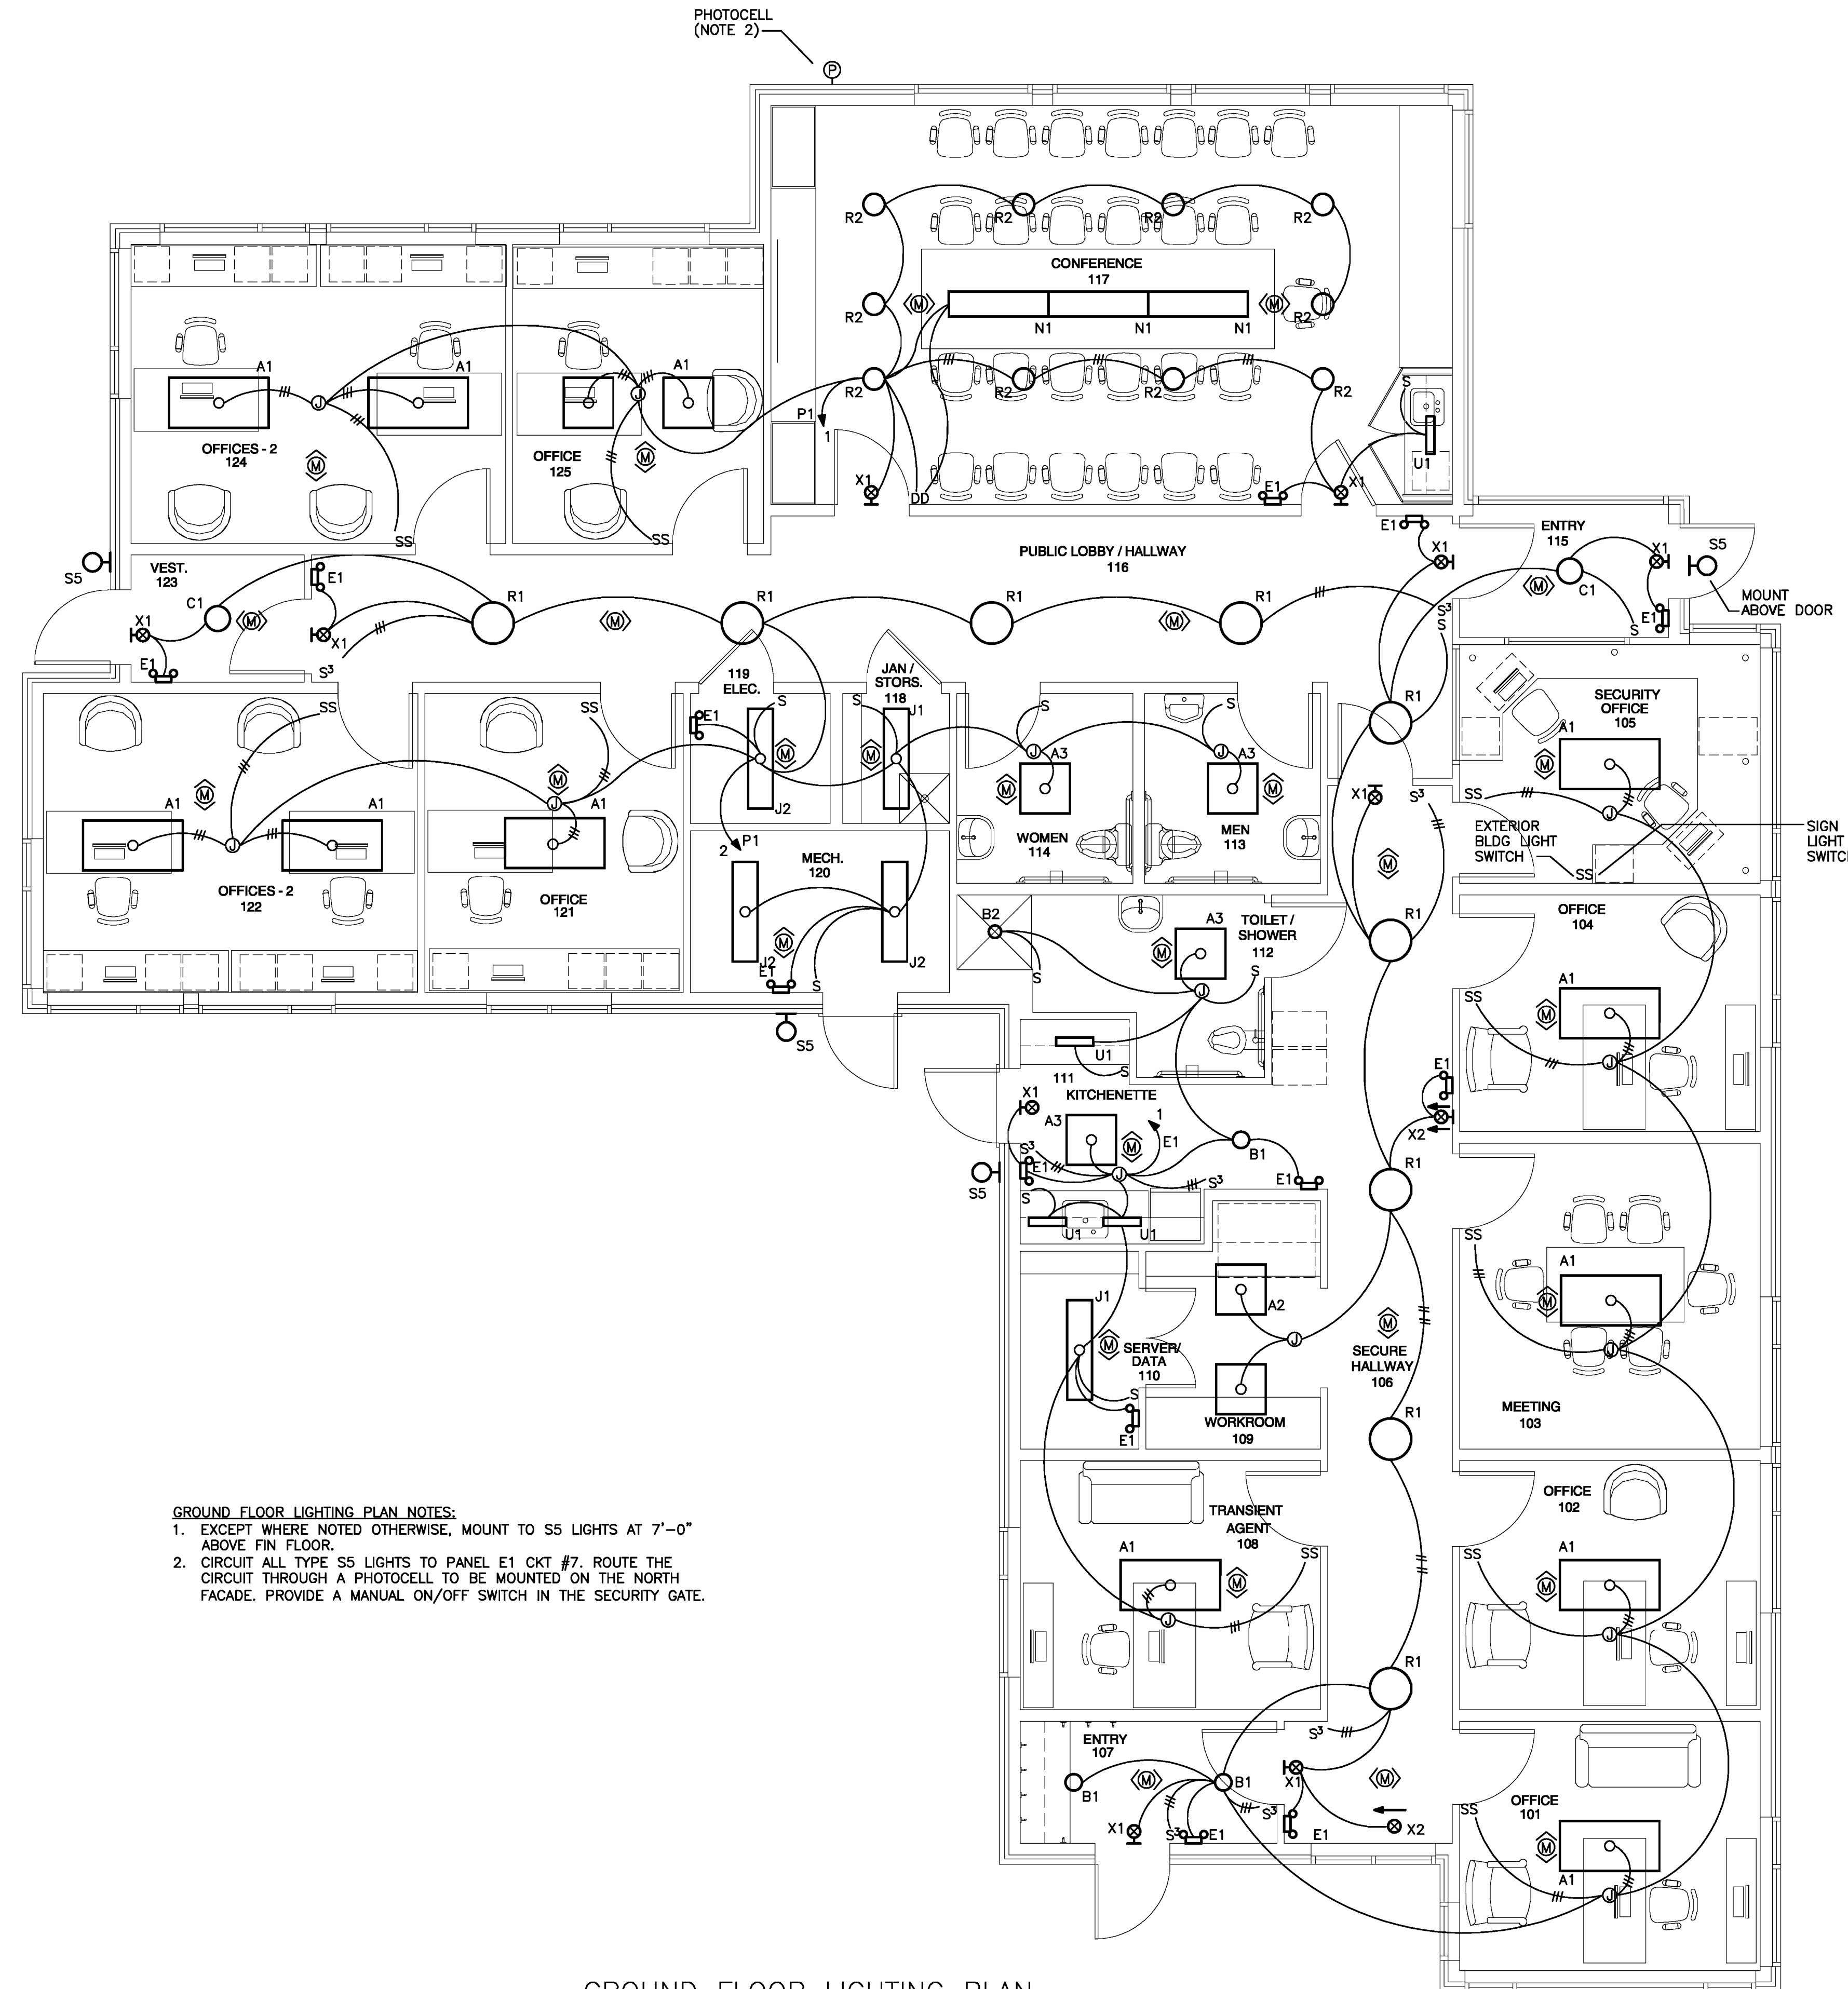 PHOTOCELL
(NOTE 2)
P
R2
R2
R2
R2
CONFERENCE
117
M
M
R2
R2
N1
N1
N1
A1
A1
A1
J
J
R2
R2
R2
R2
P1
1
S
U1
OFFICES - 2
124
OFFICE
125
M
M
X1
DD
E1
X1
SS
SS
S5
VEST.
123
E1
C1
M
X1
X1
E1
S3
R1
M
R1
PUBLIC LOBBY / HALLWAY
116
R1
M
R1
E1
X1
S3
S
ENTRY
115
X1
S5
M
C1
S
E1
MOUNT
ABOVE DOOR
SS
SS
119
ELEC.
E1
S
M
J2
JAN /
STORS.
118
S
J1
M
S
J
A3
M
WOMEN
114
S
J
A3
M
MEN
113
R1
X1
S3
M
SECURITY
OFFICE
105
A1
M
SS
J
EXTERIOR
BLDG LIGHT
SWITCH
SS
SIGN
LIGHT
M
A1
A1
J
OFFICES - 2
122
M
J
A1
OFFICE
121
2
P1
MECH.
120
M
J2
J2
E1
S
S5
B2
S
A3
M
TOILET /
SHOWER
112
S
J
U1
S
R1
OFFICE
104
A1
SS
M
J
111
KITCHENETTE
X1
A3
M
1
E1
S3
E1
J
S3
B1
E1
S5
S
U1
U1
E1
X2
R1
SS
A1
M
J
MEETING
103
J1
M
SERVER/
DATA
110
S
E1
A2
J
WORKROOM
109
M
SECURE
HALLWAY
106
R1
GROUND FLOOR LIGHTING PLAN NOTES:
1. EXCEPT WHERE NOTED OTHERWISE, MOUNT TO S5 LIGHTS AT 7'-0"
ABOVE FIN FLOOR.
2. CIRCUIT ALL TYPE S5 LIGHTS TO PANEL E1 CKT #7. ROUTE THE
CIRCUIT THROUGH A PHOTOCELL TO BE MOUNTED ON THE NORTH
FACADE. PROVIDE A MANUAL ON/OFF SWITCH IN THE SECURITY GATE.
TRANSIENT
AGENT
108
A1
M
SS
J
OFFICE
102
SS
A1
M
J
R1
S3
ENTRY
107
B1
M
B1
X1
S3
E1
S3
X1
E1
M
X2
OFFICE
101
SS
M
A1
J
GROUND FLOOR LIGHTING PLAN